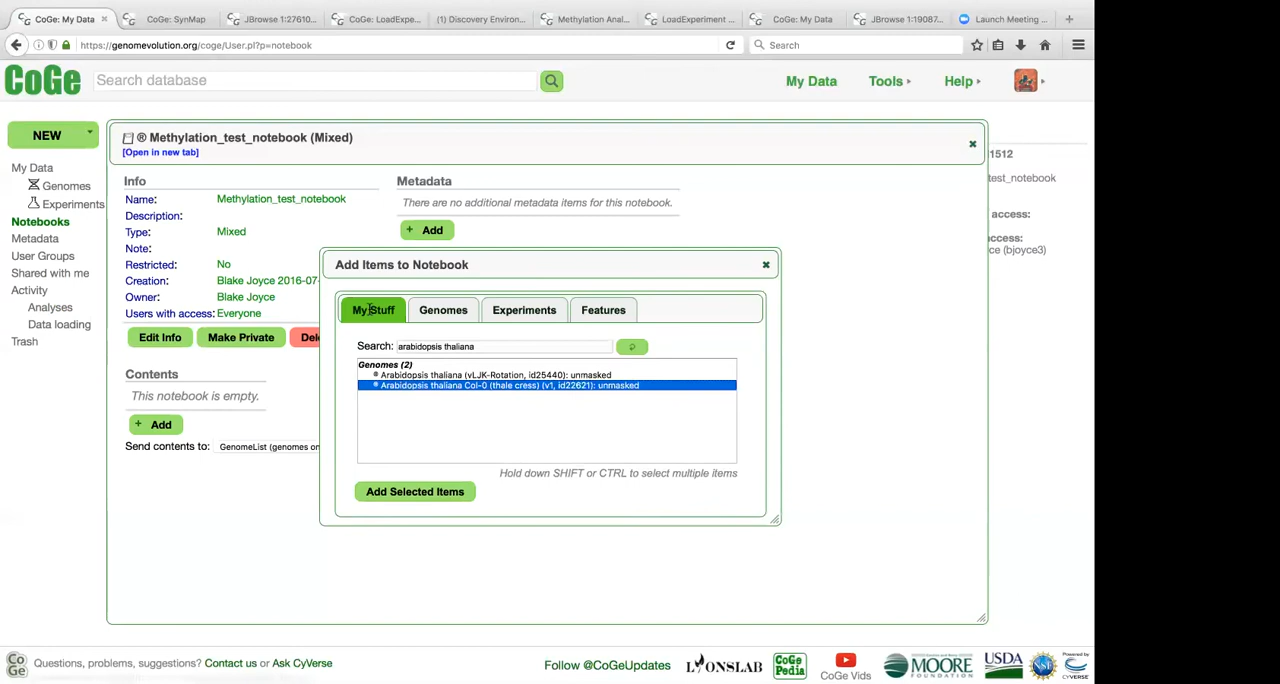 CoGe: My Data
CoGe: SynMap
JBrowse 1:27610...
CoGe: LoadExpe...
(1) Discovery Environ...
Methylation Anal...
LoadExperiment ...
CoGe: My Data
JBrowse 1:19087...
Launch Meeting ...
https://genomevolution.org/coge/User.pl?p=notebook
Search
CoGe
Search database
My Data
Tools
Help
NEW
My Data
Genomes
Experiments
Notebooks
Metadata
User Groups
Shared with me
Activity
Analyses
Data loading
Trash
® Methylation_test_notebook (Mixed)
[Open in new tab]
1512
test_notebook
access:
ccess:
ce (bjoyce3)
Info
Name: Methylation_test_notebook
Description:
Type: Mixed
Note:
Restricted: No
Creation: Blake Joyce 2016-07-
Owner: Blake Joyce
Users with access: Everyone
Edit Info
Make Private
Dele
Metadata
There are no additional metadata items for this notebook.
+ Add
Contents
This notebook is empty.
+ Add
Send contents to: GenomeList (genomes on
Add Items to Notebook
My Stuff
Genomes
Experiments
Features
Search: arabidopsis thaliana
Genomes (2)
Arabidopsis thaliana (vLJK-Rotation, id25440): unmasked
Arabidopsis thaliana Col-0 (thale cress) (v1, id22621): unmasked
Hold down SHIFT or CTRL to select multiple items
Add Selected Items
CoGe
Questions, problems, suggestions? Contact us or Ask CyVerse
Follow @CoGeUpdates
LYONSLAB
CoGe Pedia
CoGe Vids
MOORE FOUNDATION
USDA
NSF
Powered by CYVERSE